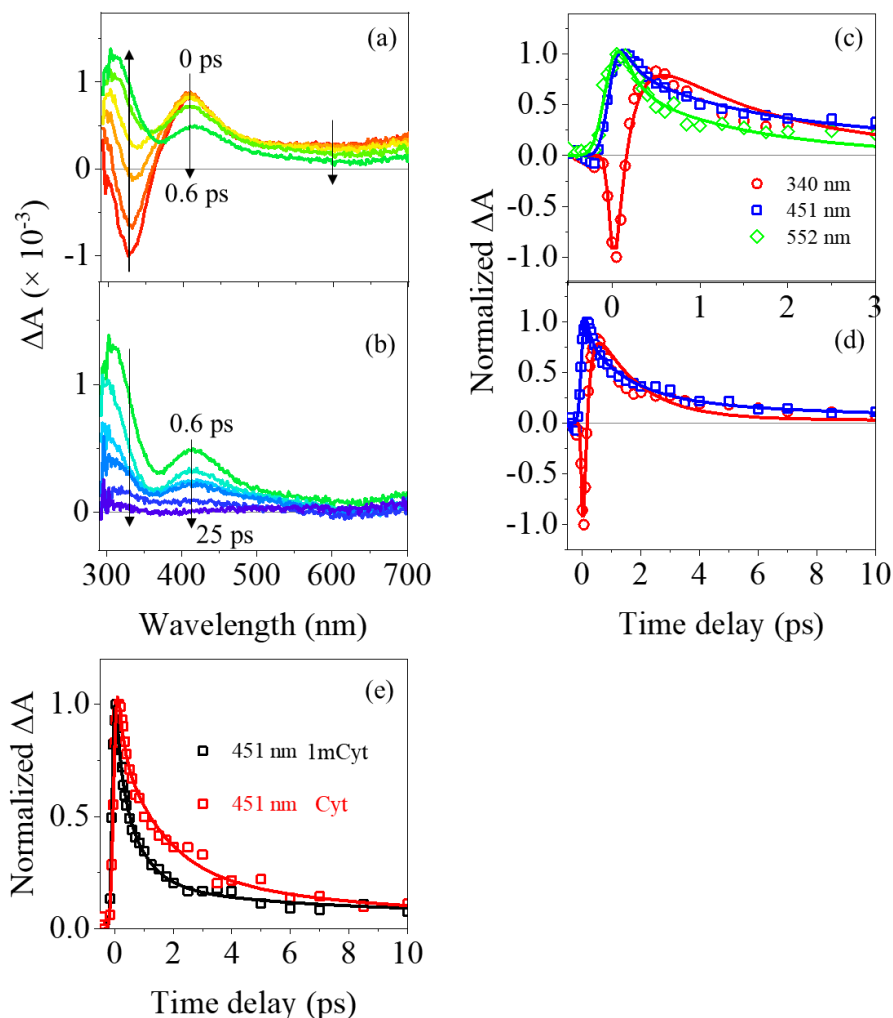 (a)
0 ps
0.6 ps
1
0
-1
ΔA (× 10⁻³)
(b)
0.6 ps
25 ps
1
0
290 400 500 600 700
Wavelength (nm)
(c)
1.0
0.5
0.0
-0.5
-1.0
340 nm
451 nm
552 nm
0 1 2 3
Normalized ΔA
(d)
1.0
0.5
0.0
-0.5
-1.0
0 2 4 6 8 10
Time delay (ps)
(e)
1.0
0.5
0.0
Normalized ΔA
451 nm 1mCyt
451 nm Cyt
0 2 4 6 8 10
Time delay (ps)